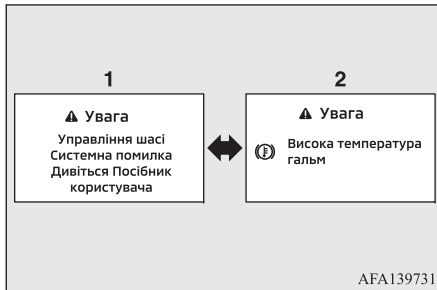 1
2
Увага
Управління шасі
Системна помилка
Дивіться Посібник
користувача
Увага
Висока температура
гальм
AFA139731